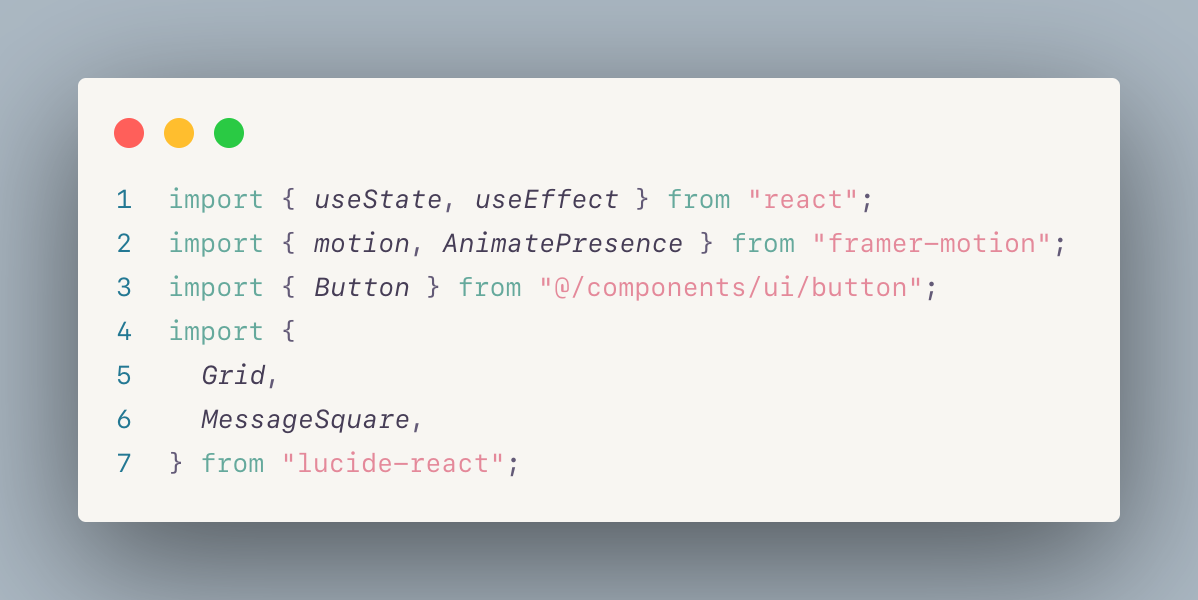 1 import { useState, useEffect } from "react";
2 import { motion, AnimatePresence } from "framer-motion";
3 import { Button } from "@/components/ui/button";
4 import {
5   Grid,
6   MessageSquare,
7 } from "lucide-react";